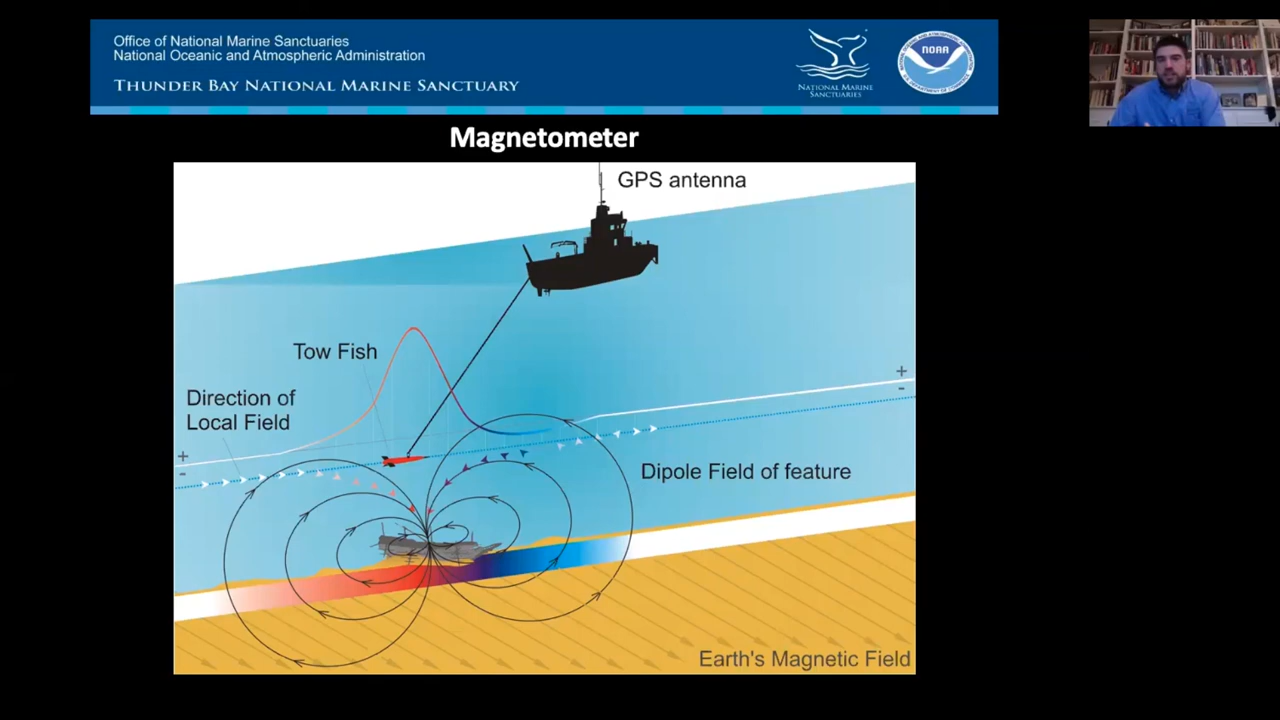 Office of National Marine Sanctuaries
National Oceanic and Atmospheric Administration
THUNDER BAY NATIONAL MARINE SANCTUARY
NATIONAL MARINE
SANCTUARIES
NOAA
Magnetometer
GPS antenna
Tow Fish
Direction of
Local Field
+
-
+
-
Dipole Field of feature
Earth's Magnetic Field